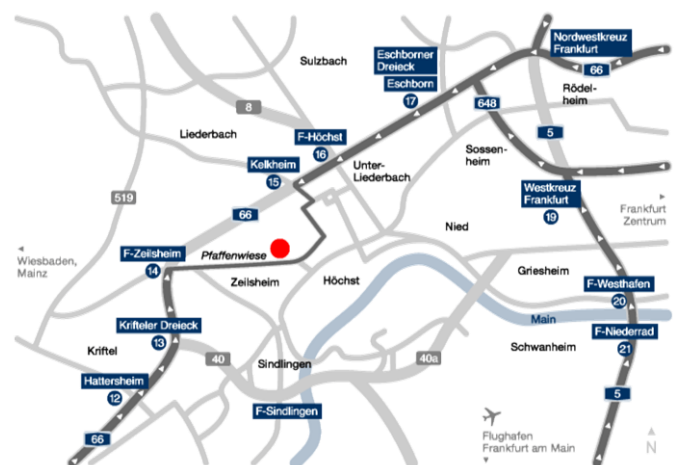 Nordwestkreuz
Frankfurt
66
Rödel-
heim
Eschborner
Dreieck
Eschborn
17
Sulzbach
648
8
5
F-Höchst
16
Liederbach
Sossen-
heim
Kelkheim
15
Unter-
Liederbach
Westkreuz
Frankfurt
19
519
66
Frankfurt
Zentrum
Nied
F-Zeilsheim
14
Pfaffenwiese
Wiesbaden,
Mainz
Zeilsheim
Höchst
Griesheim
F-Westhafen
20
Krifteler Dreieck
13
Main
F-Niederrad
21
Kriftel
40
Sindlingen
40a
Schwanheim
Hattersheim
12
F-Sindlingen
5
66
Flughafen
Frankfurt am Main
N